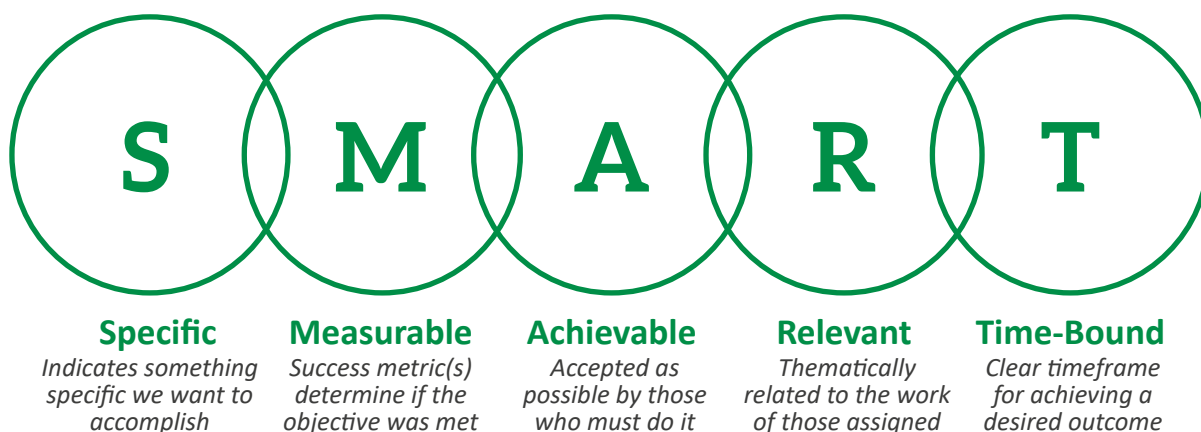 S M A R T
Specific Measurable Achievable Relevant Time-Bound
Indicates something
specific we want to
accomplish
Success metric(s)
determine if the
objective was met
Accepted as
possible by those
who must do it
Thematically
related to the work
of those assigned
Clear timeframe
for achieving a
desired outcome